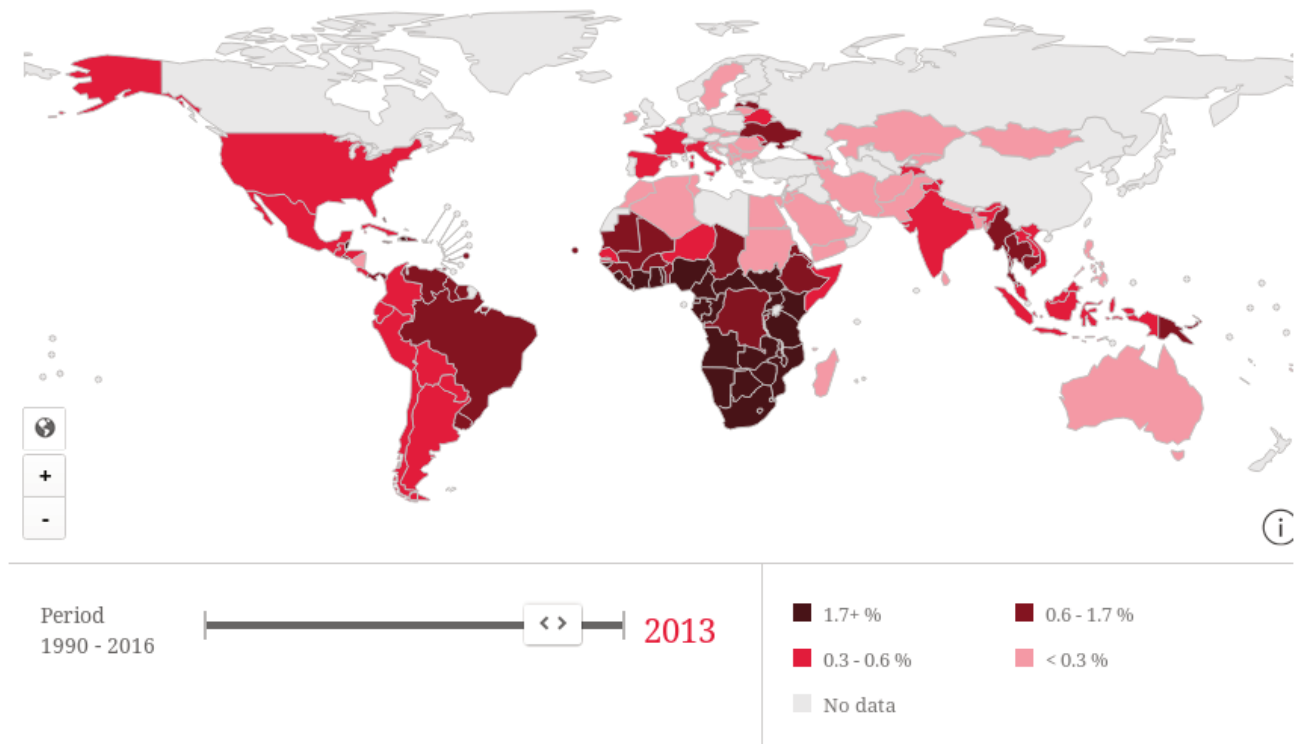 +
-
i
Period
1990 - 2016
2013
1.7+ %
0.6 - 1.7 %
0.3 - 0.6 %
< 0.3 %
No data